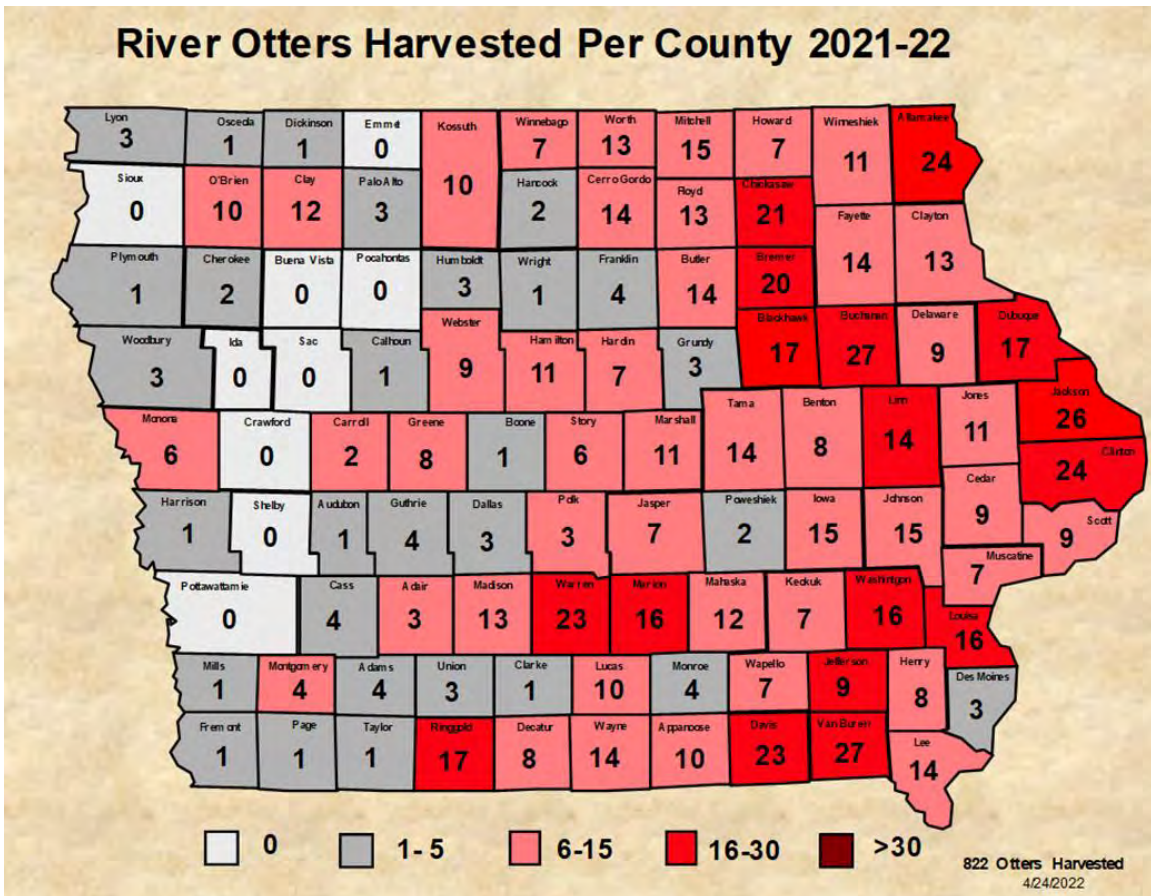 River Otters Harvested Per County 2021-22
Lyon 3
Osceola 1
Dickinson 1
Emmet 0
Kossuth 10
Winnebago 7
Worth 13
Mitchell 15
Howard 7
Winneshiek 11
Allamakee 24
Sioux 0
O'Brien 10
Clay 12
Palo Alto 3
Hancock 2
Cerro Gordo 14
Floyd 13
Chickasaw 21
Fayette 14
Clayton 13
Plymouth 1
Cherokee 2
Buena Vista 0
Pocahontas 0
Humboldt 3
Wright 1
Franklin 4
Butler 14
Bremer 20
Woodbury 3
Ida 0
Sac 0
Calhoun 1
Webster 9
Hamilton 11
Hardin 7
Grundy 3
Blackhawk 17
Buchanan 27
Delaware 9
Dubuque 17
Monona 6
Crawford 0
Carroll 2
Greene 8
Boone 1
Story 6
Marshall 11
Tama 14
Benton 8
Linn 14
Jones 11
Jackson 26
Clinton 24
Harrison 1
Shelby 0
Audubon 1
Guthrie 4
Dallas 3
Polk 3
Jasper 7
Poweshiek 2
Iowa 15
Johnson 15
Cedar 9
Scott 9
Muscatine 7
Pottawattamie 0
Cass 4
Adair 3
Madison 13
Warren 23
Marion 16
Mahaska 12
Keokuk 7
Washington 16
Louisa 16
Mills 1
Montgomery 4
Adams 4
Union 3
Clarke 1
Lucas 10
Monroe 4
Wapello 7
Jefferson 9
Henry 8
Des Moines 3
Fremont 1
Page 1
Taylor 1
Ringgold 17
Decatur 8
Wayne 14
Appanoose 10
Davis 23
Van Buren 27
Lee 14
0
1-5
6-15
16-30
>30
822 Otters Harvested
4/24/2022